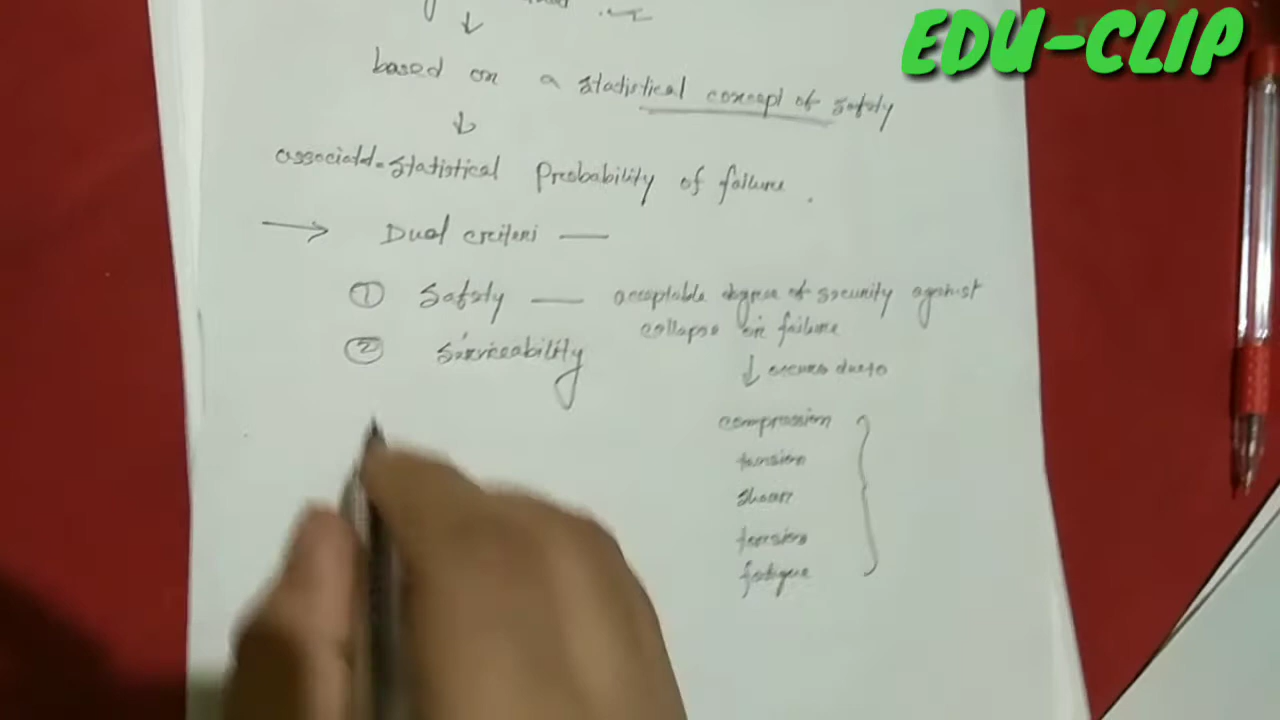 EDU-CLIP
based on a statistical concept of safety
associatd statistical Probability of failure.
Dual criteri —
① Safety — acceptable degree of security against
collapse or failure
② Serviceability
occurs due to
compression
tension
shear
torsion
fatigue